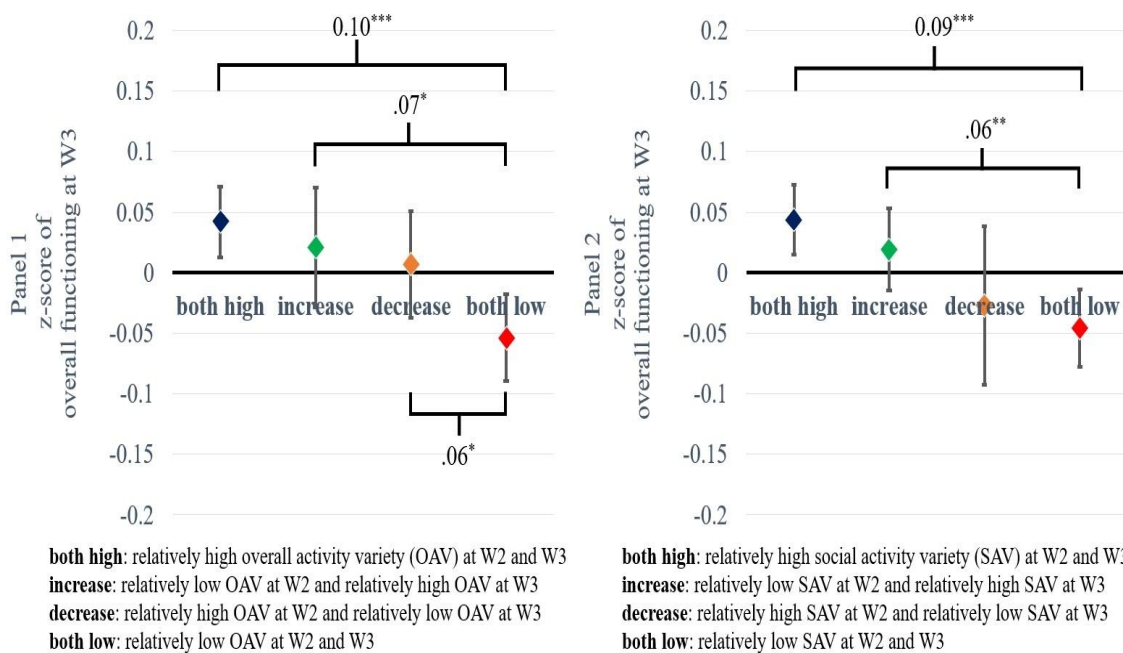 Panel 1
z-score of
overall functioning at W3
0.2
0.15
0.1
0.05
0
-0.05
-0.1
-0.15
-0.2
0.10***
.07*
.06*
both high increase decrease both low
both high: relatively high overall activity variety (OAV) at W2 and W3
increase: relatively low OAV at W2 and relatively high OAV at W3
decrease: relatively high OAV at W2 and relatively low OAV at W3
both low: relatively low OAV at W2 and W3
Panel 2
z-score of
overall functioning at W3
0.2
0.15
0.1
0.05
0
-0.05
-0.1
-0.15
-0.2
0.09***
.06**
both high increase decrease both low
both high: relatively high social activity variety (SAV) at W2 and W3
increase: relatively low SAV at W2 and relatively high SAV at W3
decrease: relatively high SAV at W2 and relatively low SAV at W3
both low: relatively low SAV at W2 and W3